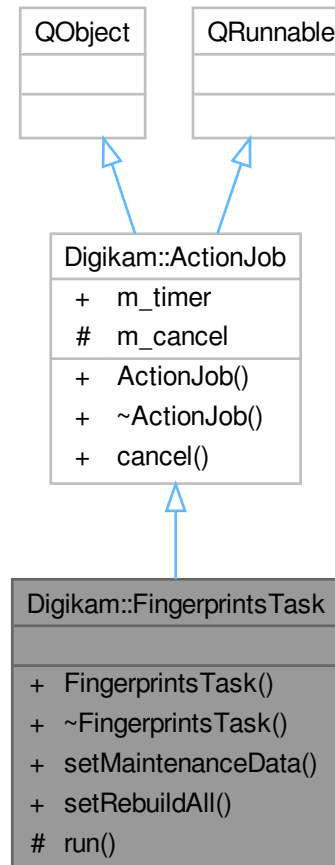 QObject
QRunnable
Digikam::ActionJob
+ m_timer
# m_cancel
+ ActionJob()
+ ~ActionJob()
+ cancel()
Digikam::FingerprintsTask
+ FingerprintsTask()
+ ~FingerprintsTask()
+ setMaintenanceData()
+ setRebuildAll()
# run()